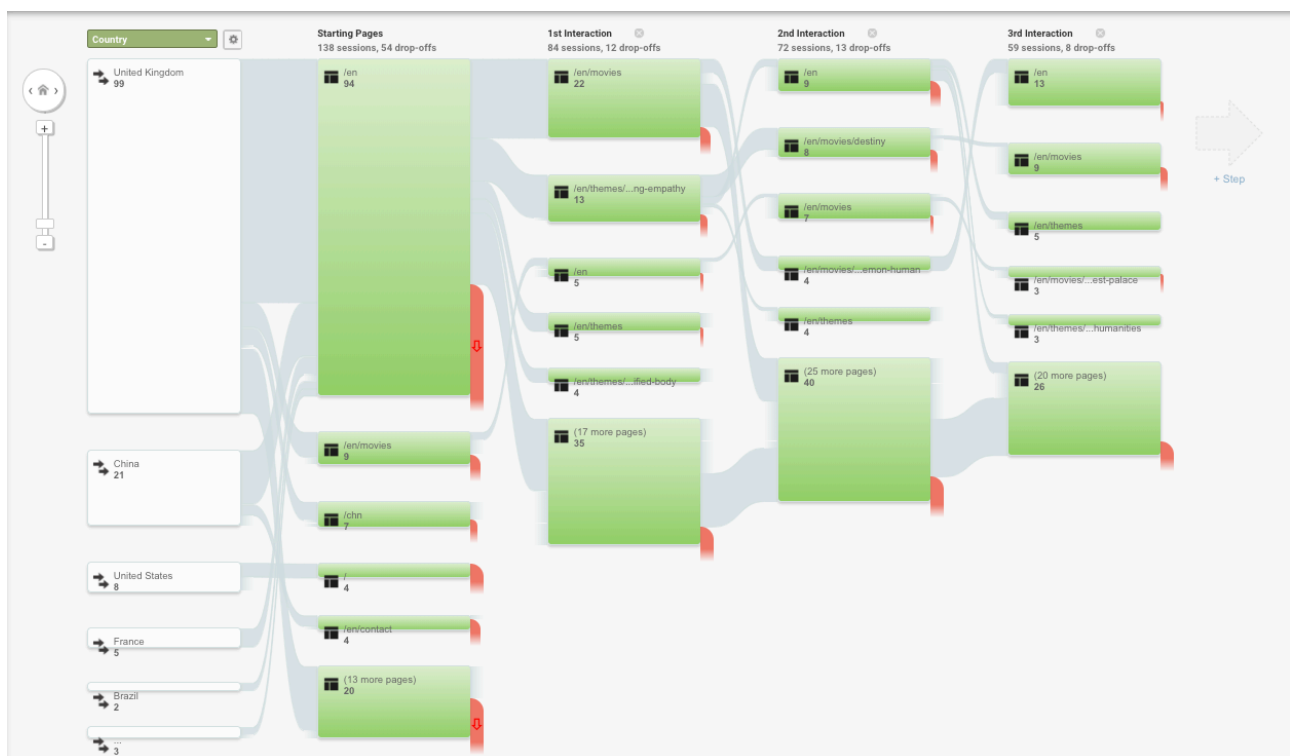 Country
Starting Pages
138 sessions, 54 drop-offs
1st Interaction
84 sessions, 12 drop-offs
2nd Interaction
72 sessions, 13 drop-offs
3rd Interaction
59 sessions, 8 drop-offs
United Kingdom
99
China
21
United States
8
France
5
Brazil
2
...
3
/en
94
/en/movies
9
/chn
7
/
4
/en/contact
4
(13 more pages)
20
/en/movies
22
/en/themes/...ng-empathy
13
/en
5
/en/themes
5
/en/themes/...ified-body
4
(17 more pages)
35
/en
9
/en/movies/destiny
8
/en/movies
7
/en/movies/...emon-human
4
/en/themes
4
(25 more pages)
40
/en
13
/en/movies
9
/en/themes
5
/en/movies/...est-palace
3
/en/themes/...humanities
3
(20 more pages)
26
+ Step
+
-